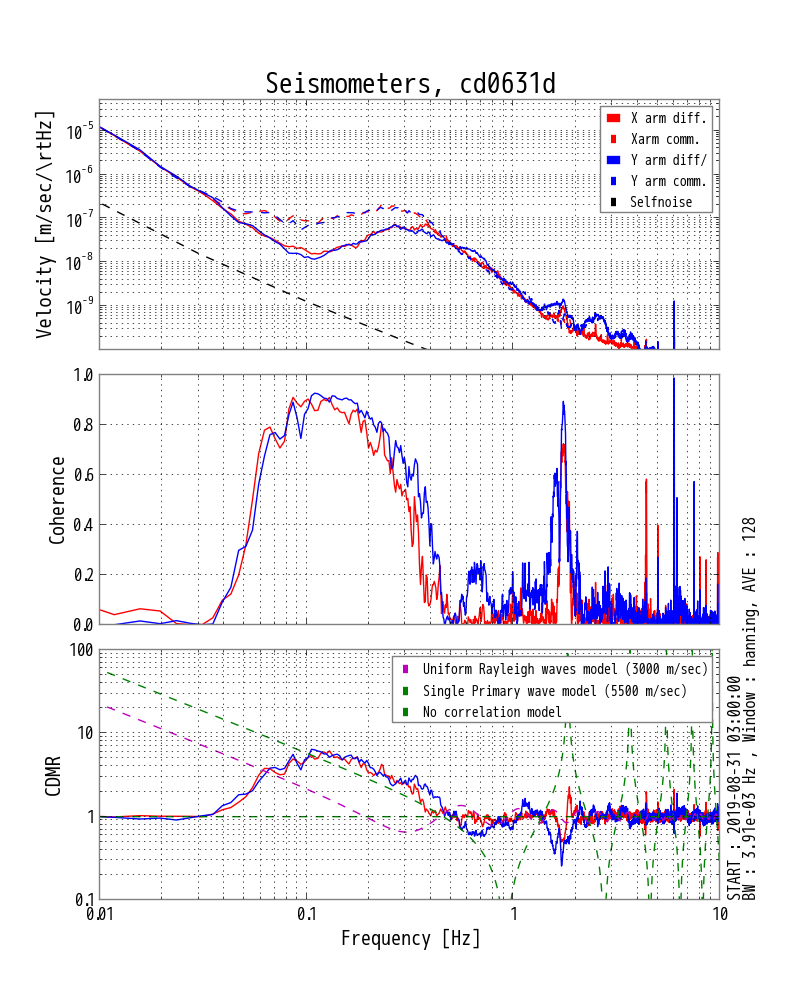 Seismometers, cd0631d
Velocity [m/sec/\rtHz]
10⁻⁵
10⁻⁶
10⁻⁷
10⁻⁸
10⁻⁹
X arm diff.
Xarm comm.
Y arm diff/
Y arm comm.
Selfnoise
Coherence
1.0
0.8
0.6
0.4
0.2
0.0
CDMR
100
10
1
0.1
Uniform Rayleigh waves model (3000 m/sec)
Single Primary wave model (5500 m/sec)
No correlation model
0.01
0.1
1
10
Frequency [Hz]
START : 2019-08-31 03:00:00
BW : 3.91e-03 Hz , Window : hanning, AVE : 128